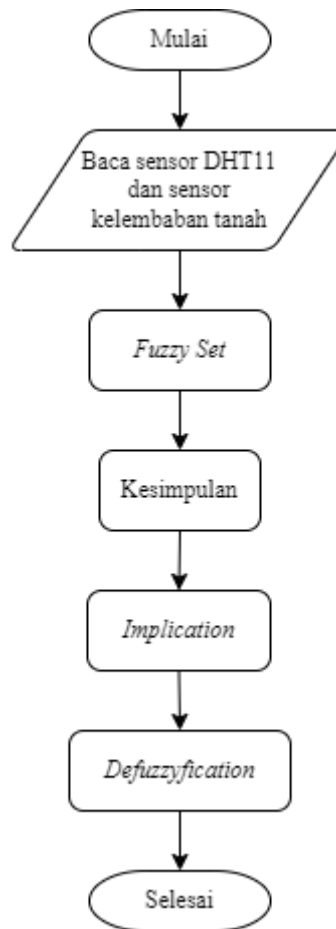 Mulai
Baca sensor DHT11
dan sensor
kelembaban tanah
Fuzzy Set
Kesimpulan
Implication
Defuzzyfication
Selesai